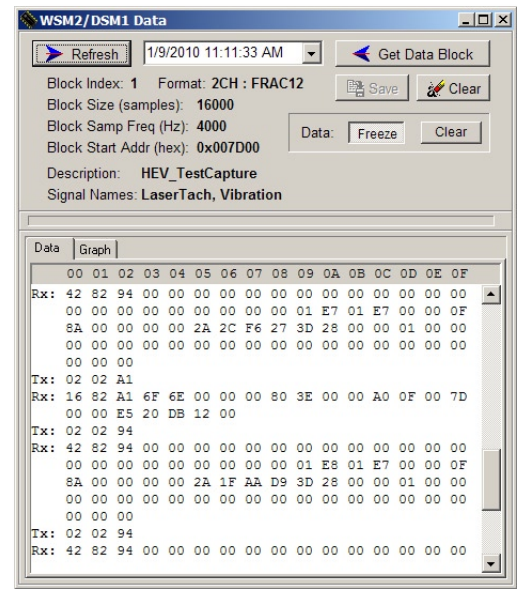 WSM2/DSM1 Data
Refresh 1/9/2010 11:11:33 AM Get Data Block
Block Index: 1 Format: 2CH : FRAC12 Save Clear
Block Size (samples): 16000
Block Samp Freq (Hz): 4000 Data: Freeze Clear
Block Start Addr (hex): 0x007D00
Description: HEV_TestCapture
Signal Names: LaserTach, Vibration
Data Graph
00 01 02 03 04 05 06 07 08 09 0A 0B 0C 0D 0E 0F
Rx: 42 82 94 00 00 00 00 00 00 00 00 00 00 00 00 00
00 00 00 00 00 00 00 00 00 01 E7 01 E7 00 00 0F
8A 00 00 00 00 2A 2C F6 27 3D 28 00 00 01 00 00
00 00 00 00 00 00 00 00 00 00 00 00 00 00 00 00
00 00 00
Tx: 02 02 A1
Rx: 16 82 A1 6F 6E 00 00 00 80 3E 00 00 A0 0F 00 7D
00 00 E5 20 DB 12 00
Tx: 02 02 94
Rx: 42 82 94 00 00 00 00 00 00 00 00 00 00 00 00 00
00 00 00 00 00 00 00 00 00 01 E8 01 E7 00 00 0F
8A 00 00 00 00 2A 1F AA D9 3D 28 00 00 01 00 00
00 00 00 00 00 00 00 00 00 00 00 00 00 00 00 00
00 00 00
Tx: 02 02 94
Rx: 42 82 94 00 00 00 00 00 00 00 00 00 00 00 00 00